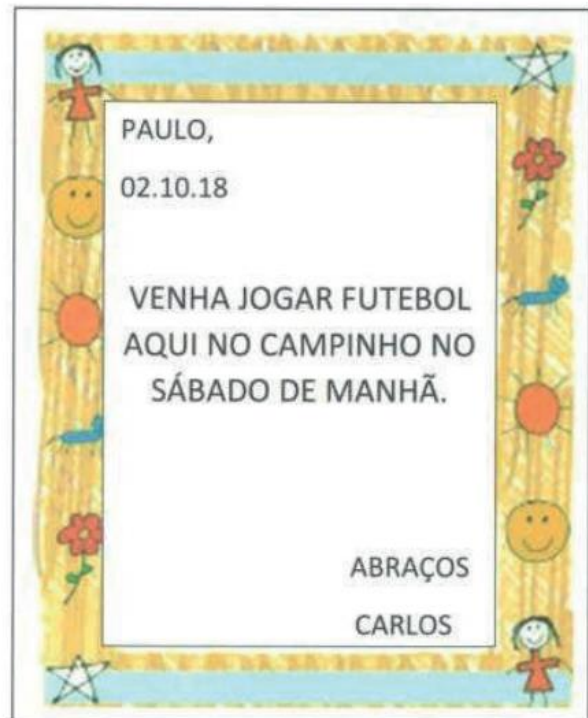 PAULO,
02.10.18
VENHA JOGAR FUTEBOL
AQUI NO CAMPINHO NO
SÁBADO DE MANHÃ.
ABRAÇOS
CARLOS